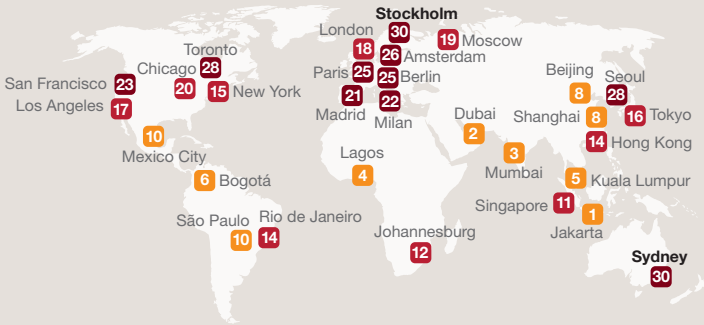 Stockholm
30
London
18
19
Moscow
26
Amsterdam
Toronto
28
Chicago
20
Paris
25
25
Berlin
San Francisco
23
15
New York
Los Angeles
17
21
Madrid
22
Milan
Beijing
8
Seoul
28
Dubai
2
Shanghai
8
16
Tokyo
10
Mexico City
14
Hong Kong
3
Mumbai
Lagos
4
6
Bogotá
5
Kuala Lumpur
Singapore
11
1
Jakarta
São Paulo
10
Rio de Janeiro
14
Johannesburg
12
Sydney
30